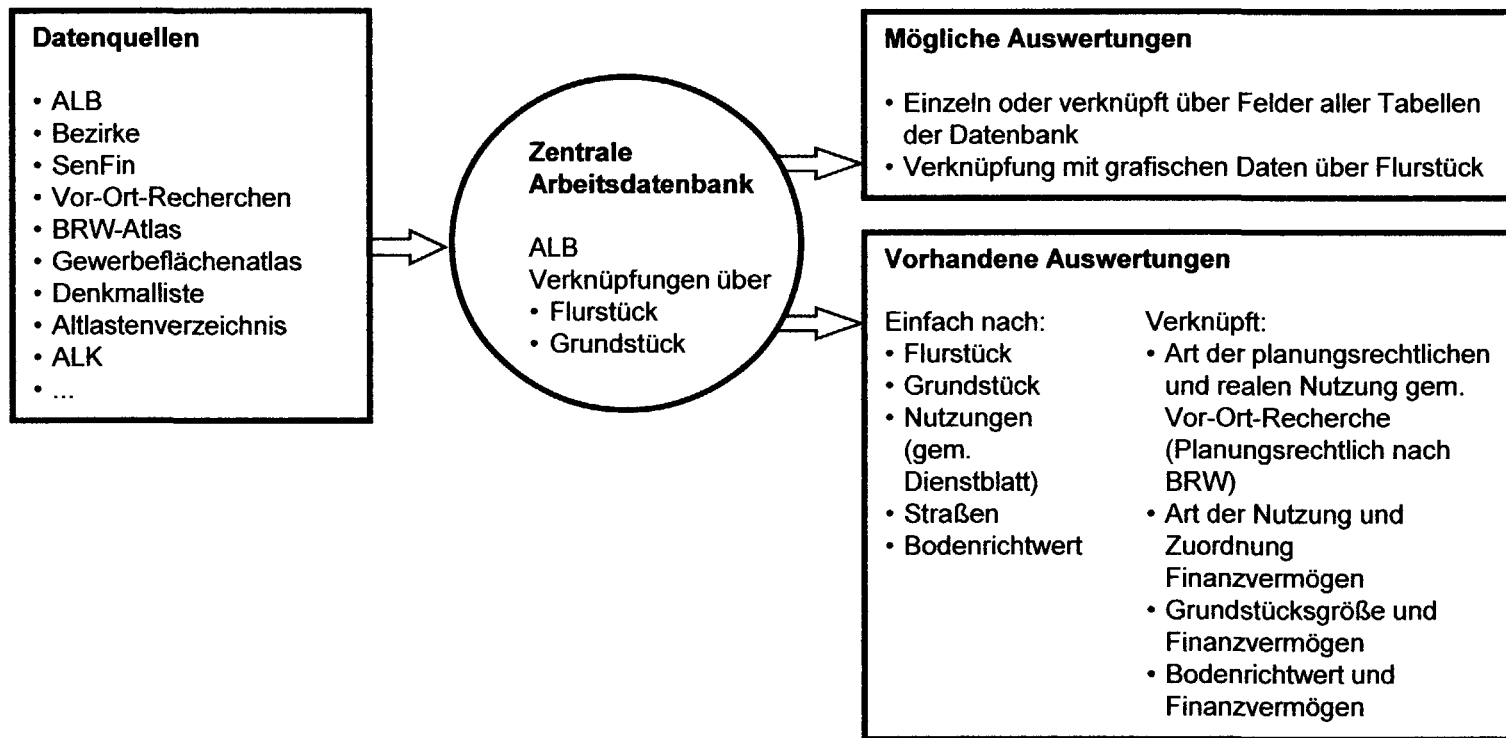 Datenquellen
• ALB
• Bezirke
• SenFin
• Vor-Ort-Recherchen
• BRW-Atlas
• Gewerbeflächenatlas
• Denkmalliste
• Altlastenverzeichnis
• ALK
• ...
Zentrale
Arbeitsdatenbank
ALB
Verknüpfungen über
• Flurstück
• Grundstück
Mögliche Auswertungen
• Einzeln oder verknüpft über Felder aller Tabellen
der Datenbank
• Verknüpfung mit grafischen Daten über Flurstück
Vorhandene Auswertungen
Einfach nach:
• Flurstück
• Grundstück
• Nutzungen
(gem.
Dienstblatt)
• Straßen
• Bodenrichtwert
Verknüpft:
• Art der planungsrechtlichen
und realen Nutzung gem.
Vor-Ort-Recherche
(Planungsrechtlich nach
BRW)
• Art der Nutzung und
Zuordnung
Finanzvermögen
• Grundstücksgröße und
Finanzvermögen
• Bodenrichtwert und
Finanzvermögen